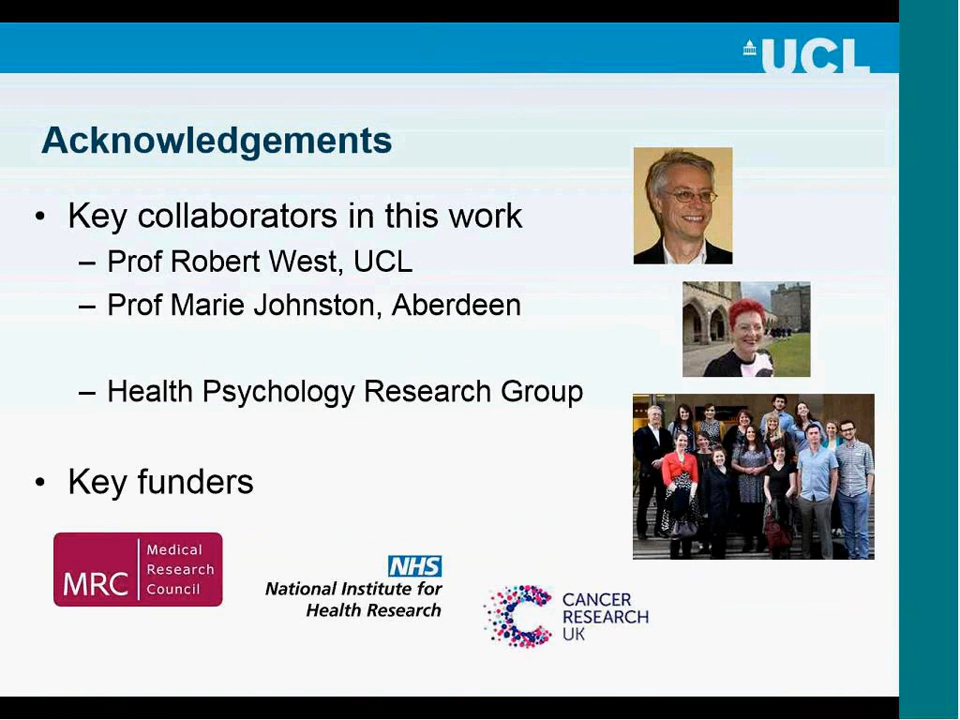 UCL
Acknowledgements
• Key collaborators in this work
– Prof Robert West, UCL
– Prof Marie Johnston, Aberdeen
– Health Psychology Research Group
• Key funders
MRC
Medical
Research
Council
NHS
National Institute for
Health Research
CANCER
RESEARCH
UK